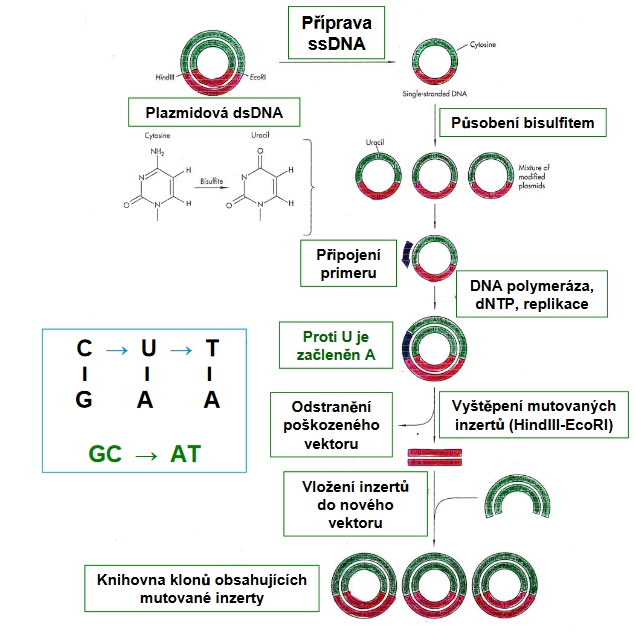 Příprava
ssDNA
HindIII
EcoRI
Cytosine
Single-stranded DNA
Plazmidová dsDNA
Působení bisulfitem
Cytosine
Uracil
NH₂
N
H
O
N
H
Bisulfite
O
HN
H
O
N
H
Uracil
Mixture of
modified
plasmids
Připojení
primeru
DNA polymeráza,
dNTP, replikace
Proti U je
začleněn A
C → U → T
I I I
G A A
GC → AT
Odstranění
poškozeného
vektoru
Vyštěpení mutovaných
inzertů (HindIII-EcoRI)
Vložení inzertů
do nového
vektoru
Knihovna klonů obsahujících
mutované inzerty